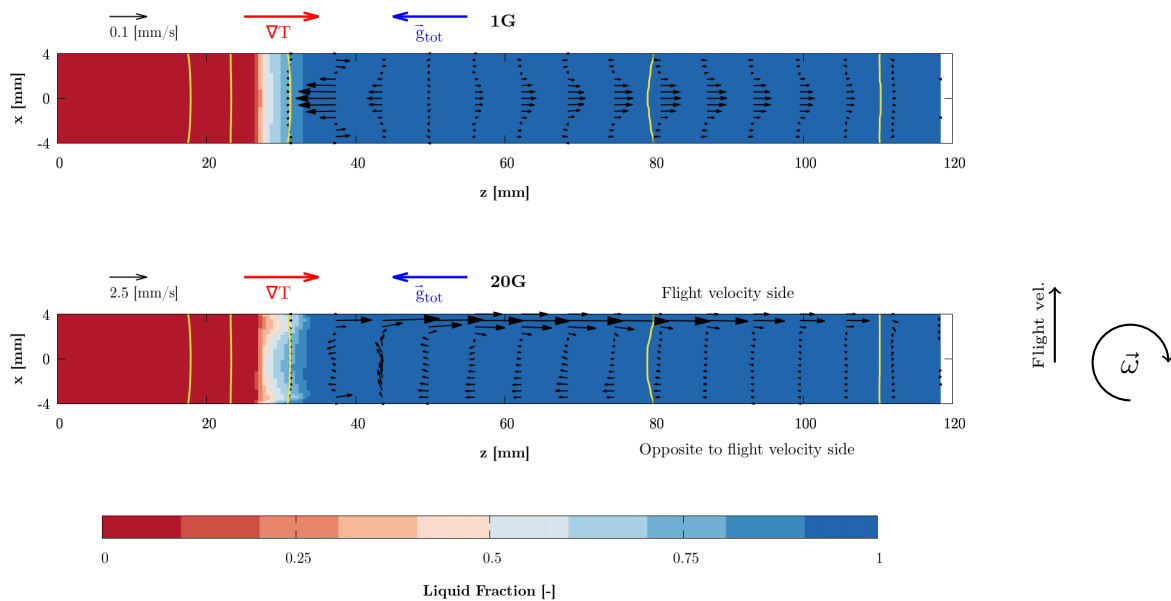 0.1 [mm/s]
∇T
g⃗tot
1G
x [mm]
4
0
-4
0 20 40 60 80 100 120
z [mm]
2.5 [mm/s]
∇T
g⃗tot
20G
Flight velocity side
x [mm]
4
0
-4
0 20 40 60 80 100 120
z [mm]
Opposite to flight velocity side
Flight vel.
ω⃗
0 0.25 0.5 0.75 1
Liquid Fraction [-]